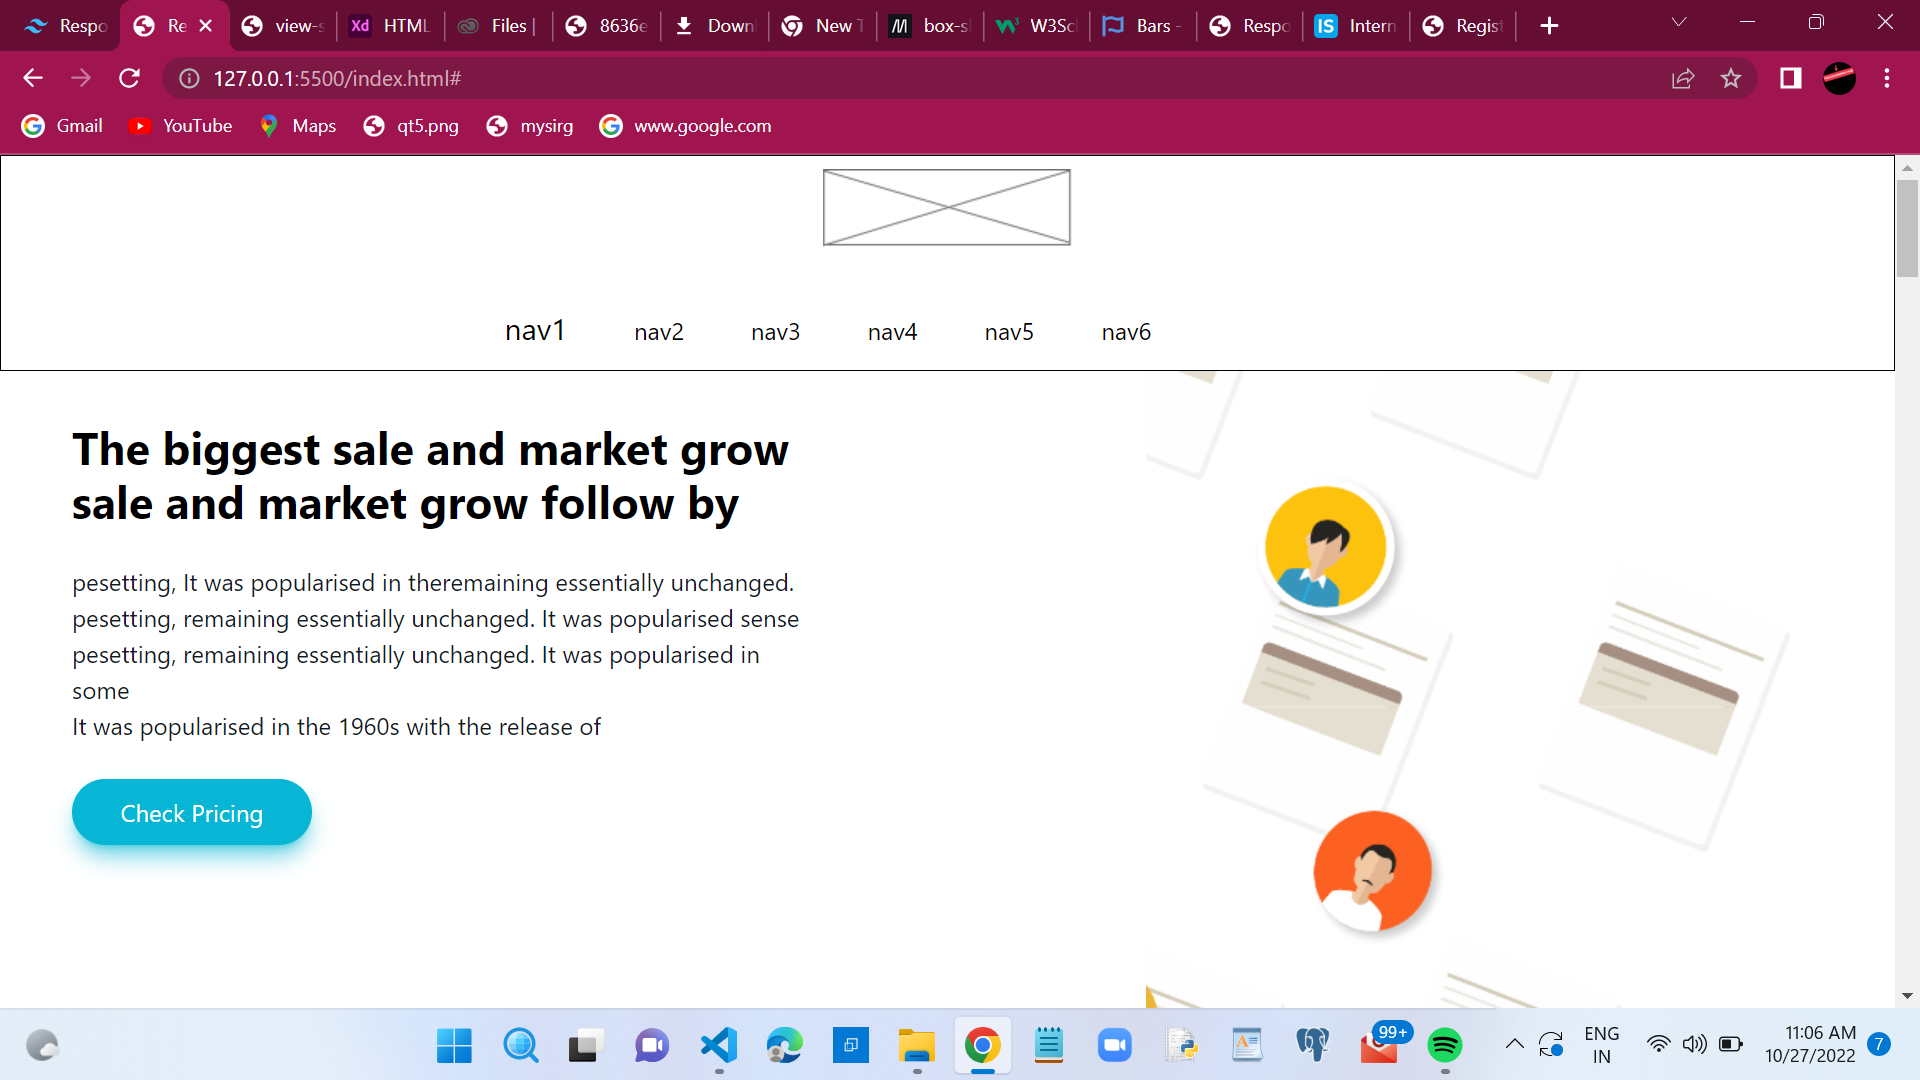 Respo
Re
view-s
Xd HTML
Files |
8636e
Down
New T
box-sl
W3Scl
Bars -
Respo
IS Intern
Regist
127.0.0.1:5500/index.html#
Gmail
YouTube
Maps
qt5.png
mysirg
www.google.com
nav1 nav2 nav3 nav4 nav5 nav6
The biggest sale and market grow
sale and market grow follow by
pesetting, It was popularised in theremaining essentially unchanged.
pesetting, remaining essentially unchanged. It was popularised sense
pesetting, remaining essentially unchanged. It was popularised in
some
It was popularised in the 1960s with the release of
Check Pricing
99+
ENG
IN
11:06 AM
10/27/2022
7